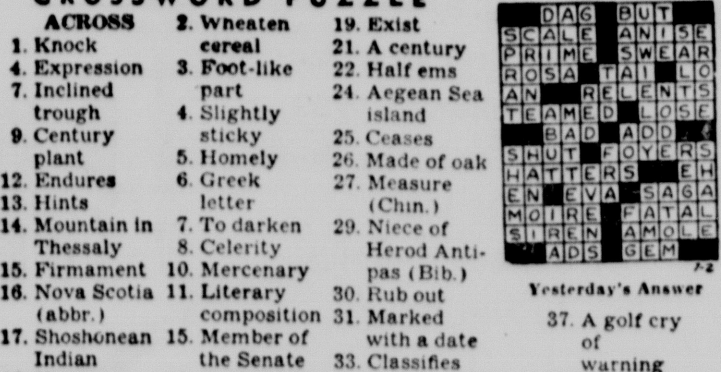 CROSSWORD PUZZLE
ACROSS
1. Knock
4. Expression
7. Inclined
trough
9. Century
plant
12. Endures
13. Hints
14. Mountain in
Thessaly
15. Firmament
16. Nova Scotia
(abbr.)
17. Shoshonean
Indian
2. Wheaten
cereal
3. Foot-like
part
4. Slightly
sticky
5. Homely
6. Greek
letter
7. To darken
8. Celerity
10. Mercenary
11. Literary
composition
15. Member of
the Senate
19. Exist
21. A century
22. Half ems
24. Aegean Sea
island
25. Ceases
26. Made of oak
27. Measure
(Chin.)
29. Niece of
Herod Anti-
pas (Bib.)
30. Rub out
31. Marked
with a date
33. Classifies
DAG BUT
SCALE ANISE
PRIME SWEAR
ROSA TAI LO
AN RELENTS
TEAMED LOSE
BAD ADD
SHUT FOYERS
HATTERS EH
EN EVA SAGA
MOIRE FATAL
SIREN AMOLE
ADS GEM
7-2
Yesterday's Answer
37. A golf cry
of
warning